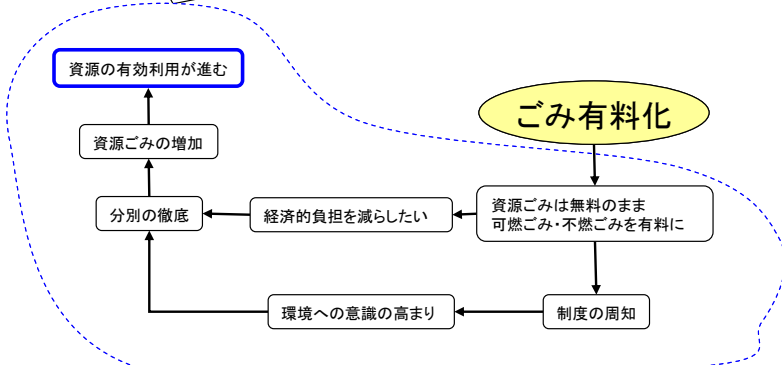 資源の有効利用が進む
ごみ有料化
資源ごみの増加
分別の徹底
経済的負担を減らしたい
資源ごみは無料のまま
可燃ごみ・不燃ごみを有料に
環境への意識の高まり
制度の周知